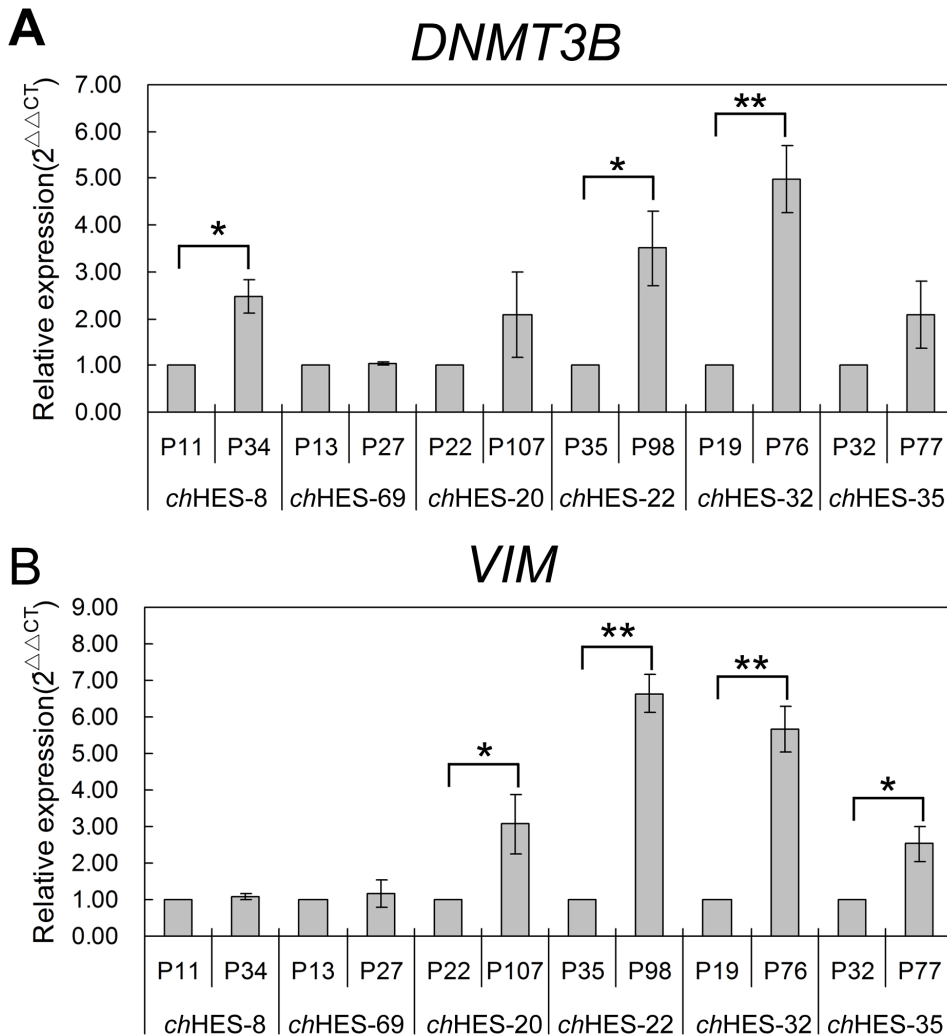 A
DNMT3B
Relative expression(2△△CT)
7.00
6.00
5.00
4.00
3.00
2.00
1.00
0.00
*
*
**
P11 P34 P13 P27 P22 P107 P35 P98 P19 P76 P32 P77
chHES-8 chHES-69 chHES-20 chHES-22 chHES-32 chHES-35
B
VIM
Relative expression(2△△CT)
9.00
8.00
7.00
6.00
5.00
4.00
3.00
2.00
1.00
0.00
*
**
**
*
P11 P34 P13 P27 P22 P107 P35 P98 P19 P76 P32 P77
chHES-8 chHES-69 chHES-20 chHES-22 chHES-32 chHES-35